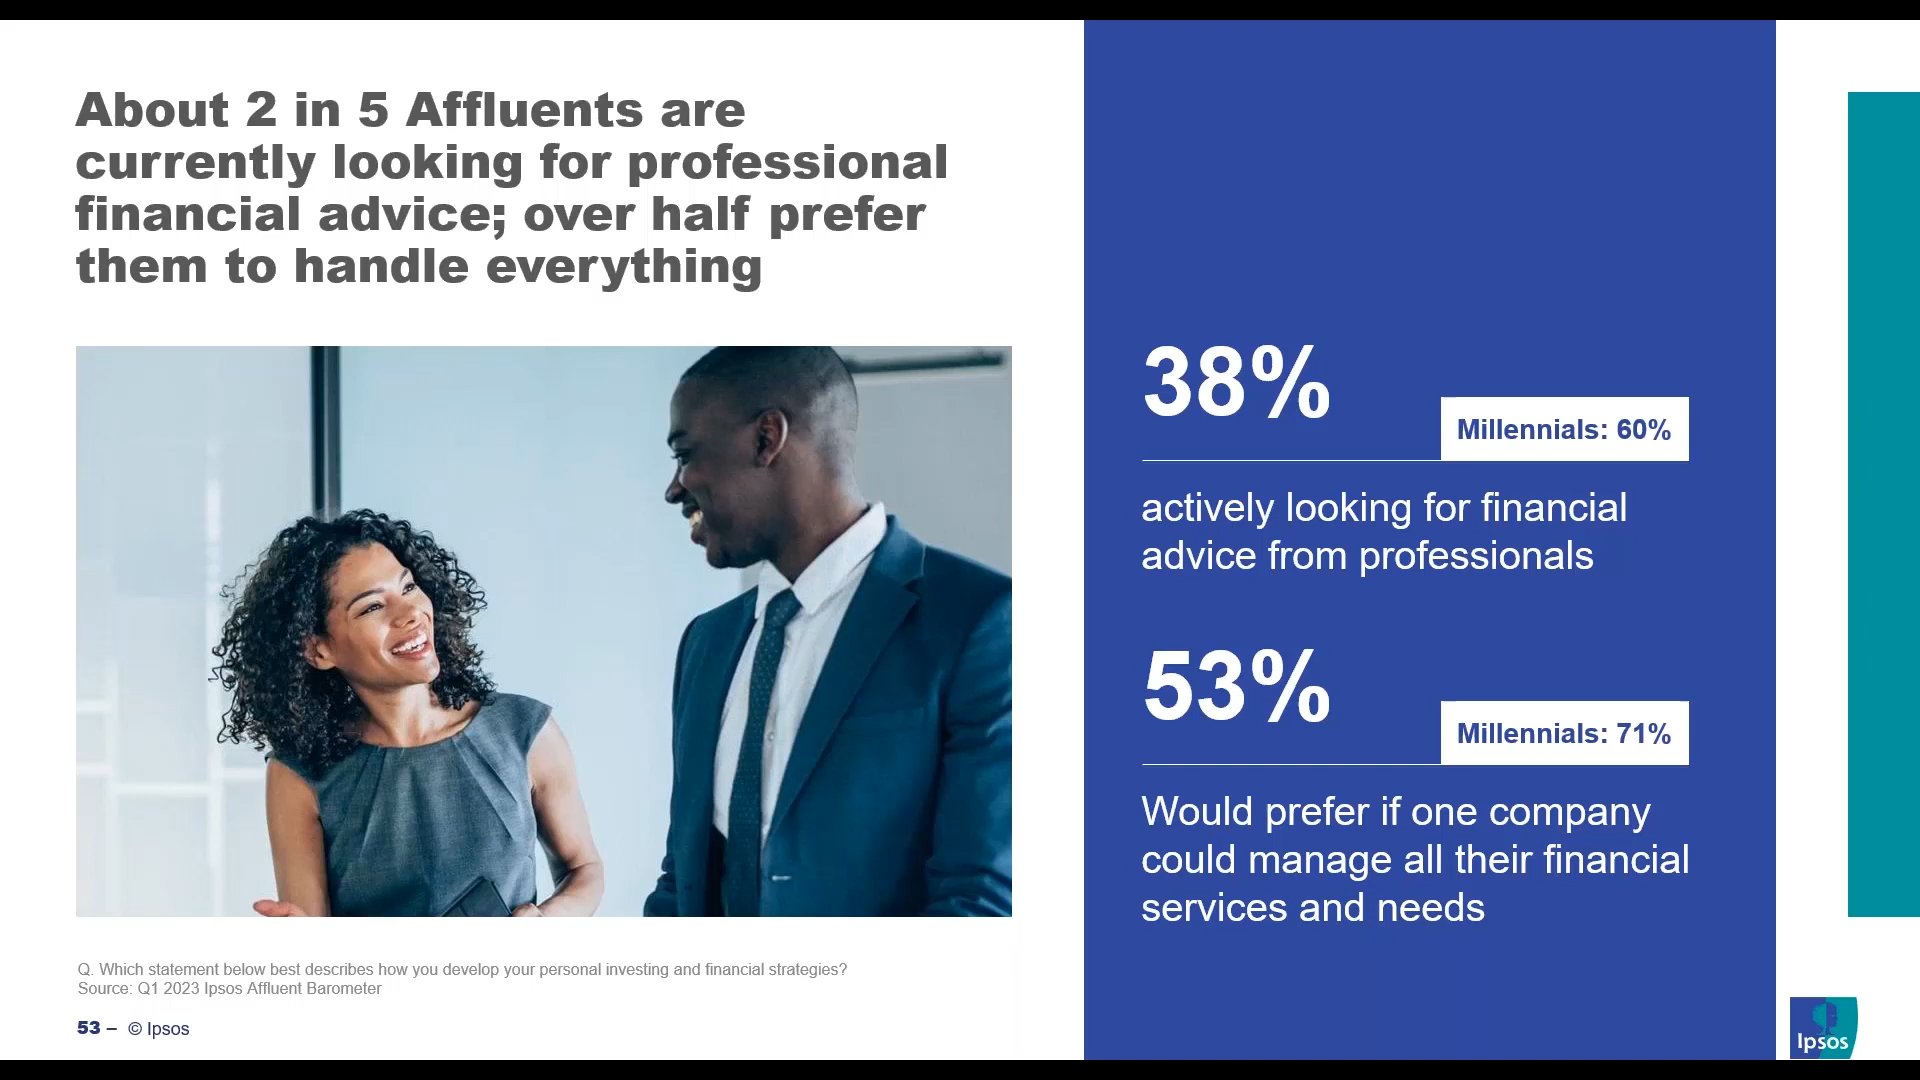 About 2 in 5 Affluents are
currently looking for professional
financial advice; over half prefer
them to handle everything
38%
Millennials: 60%
actively looking for financial
advice from professionals
53%
Millennials: 71%
Would prefer if one company
could manage all their financial
services and needs
Q. Which statement below best describes how you develop your personal investing and financial strategies?
Source: Q1 2023 Ipsos Affluent Barometer
53 – © Ipsos
Ipsos